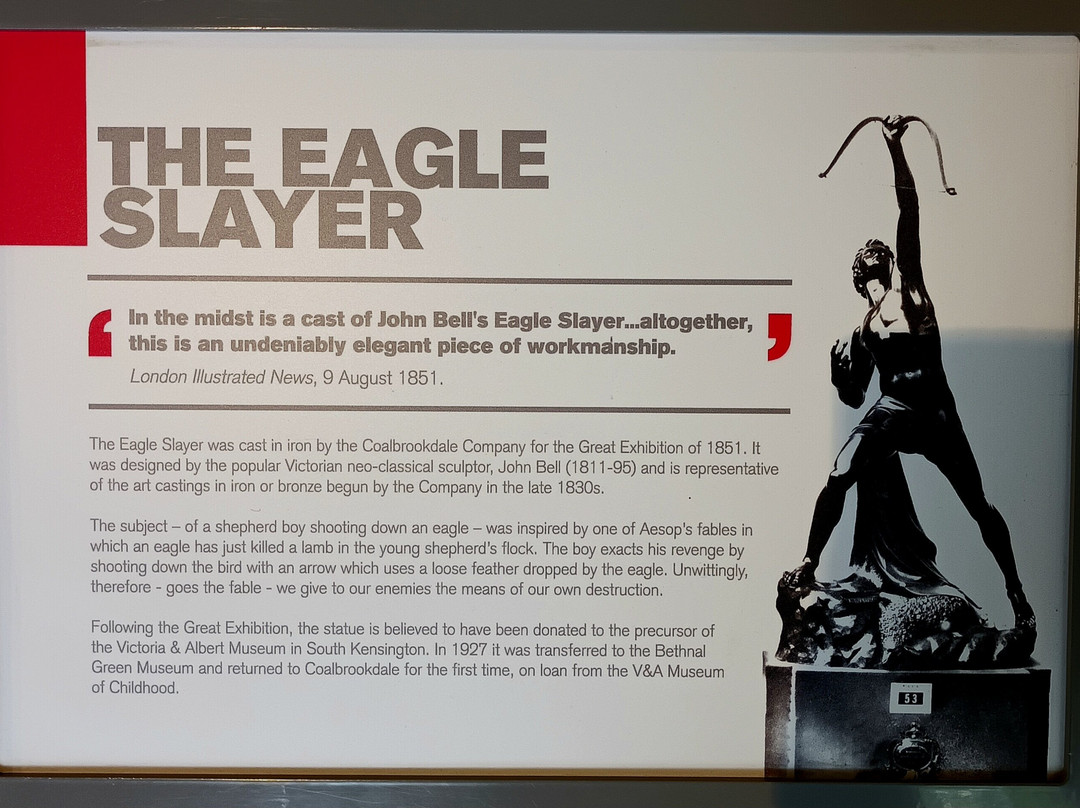 THE EAGLE
SLAYER
‘ In the midst is a cast of John Bell's Eagle Slayer...altogether,
this is an undeniably elegant piece of workmanship. ’
London Illustrated News, 9 August 1851.
The Eagle Slayer was cast in iron by the Coalbrookdale Company for the Great Exhibition of 1851. It
was designed by the popular Victorian neo-classical sculptor, John Bell (1811-95) and is representative
of the art castings in iron or bronze begun by the Company in the late 1830s.
The subject – of a shepherd boy shooting down an eagle – was inspired by one of Aesop's fables in
which an eagle has just killed a lamb in the young shepherd's flock. The boy exacts his revenge by
shooting down the bird with an arrow which uses a loose feather dropped by the eagle. Unwittingly,
therefore - goes the fable - we give to our enemies the means of our own destruction.
Following the Great Exhibition, the statue is believed to have been donated to the precursor of
the Victoria & Albert Museum in South Kensington. In 1927 it was transferred to the Bethnal
Green Museum and returned to Coalbrookdale for the first time, on loan from the V&A Museum
of Childhood.
53